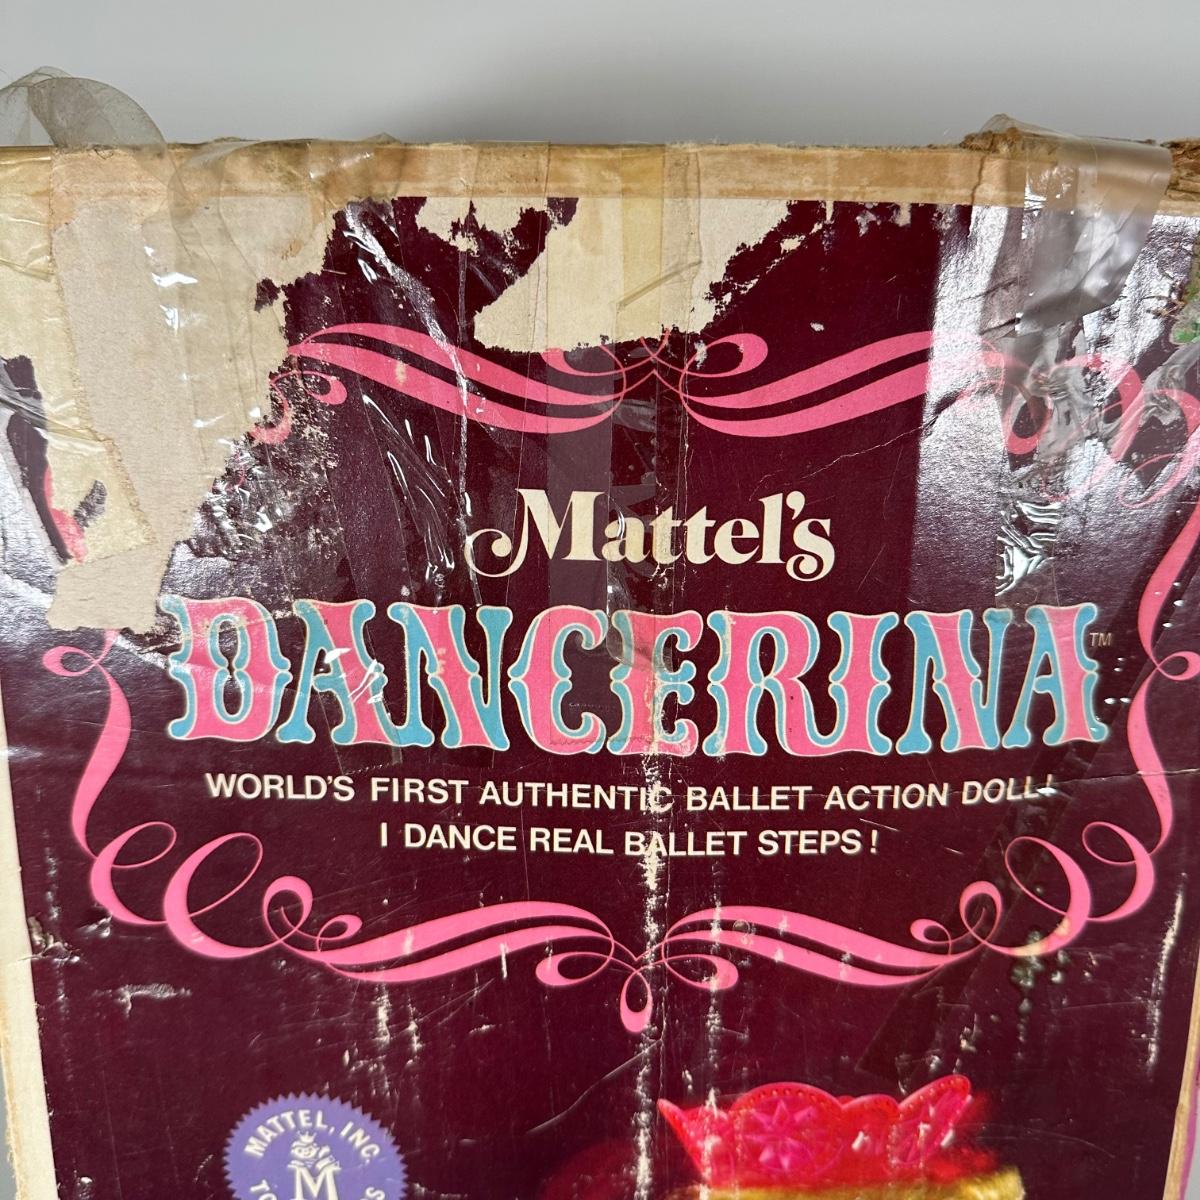 Mattel's
DANCERINA™
WORLD'S FIRST AUTHENTIC BALLET ACTION DOLL!
I DANCE REAL BALLET STEPS!
MATTEL, INC.
M